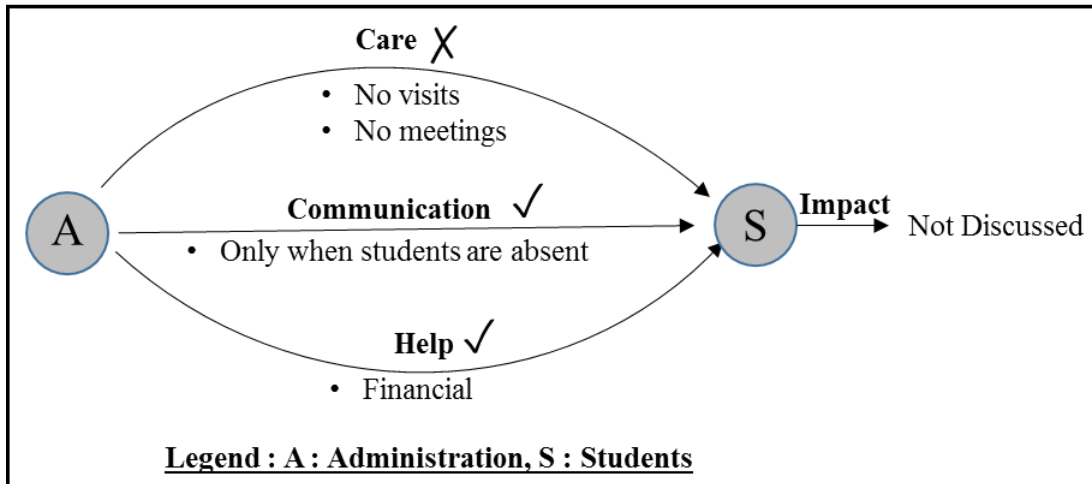 Care ✗
• No visits
• No meetings
A
Communication ✓
• Only when students are absent
S
Impact
Not Discussed
Help ✓
• Financial
Legend : A : Administration, S : Students